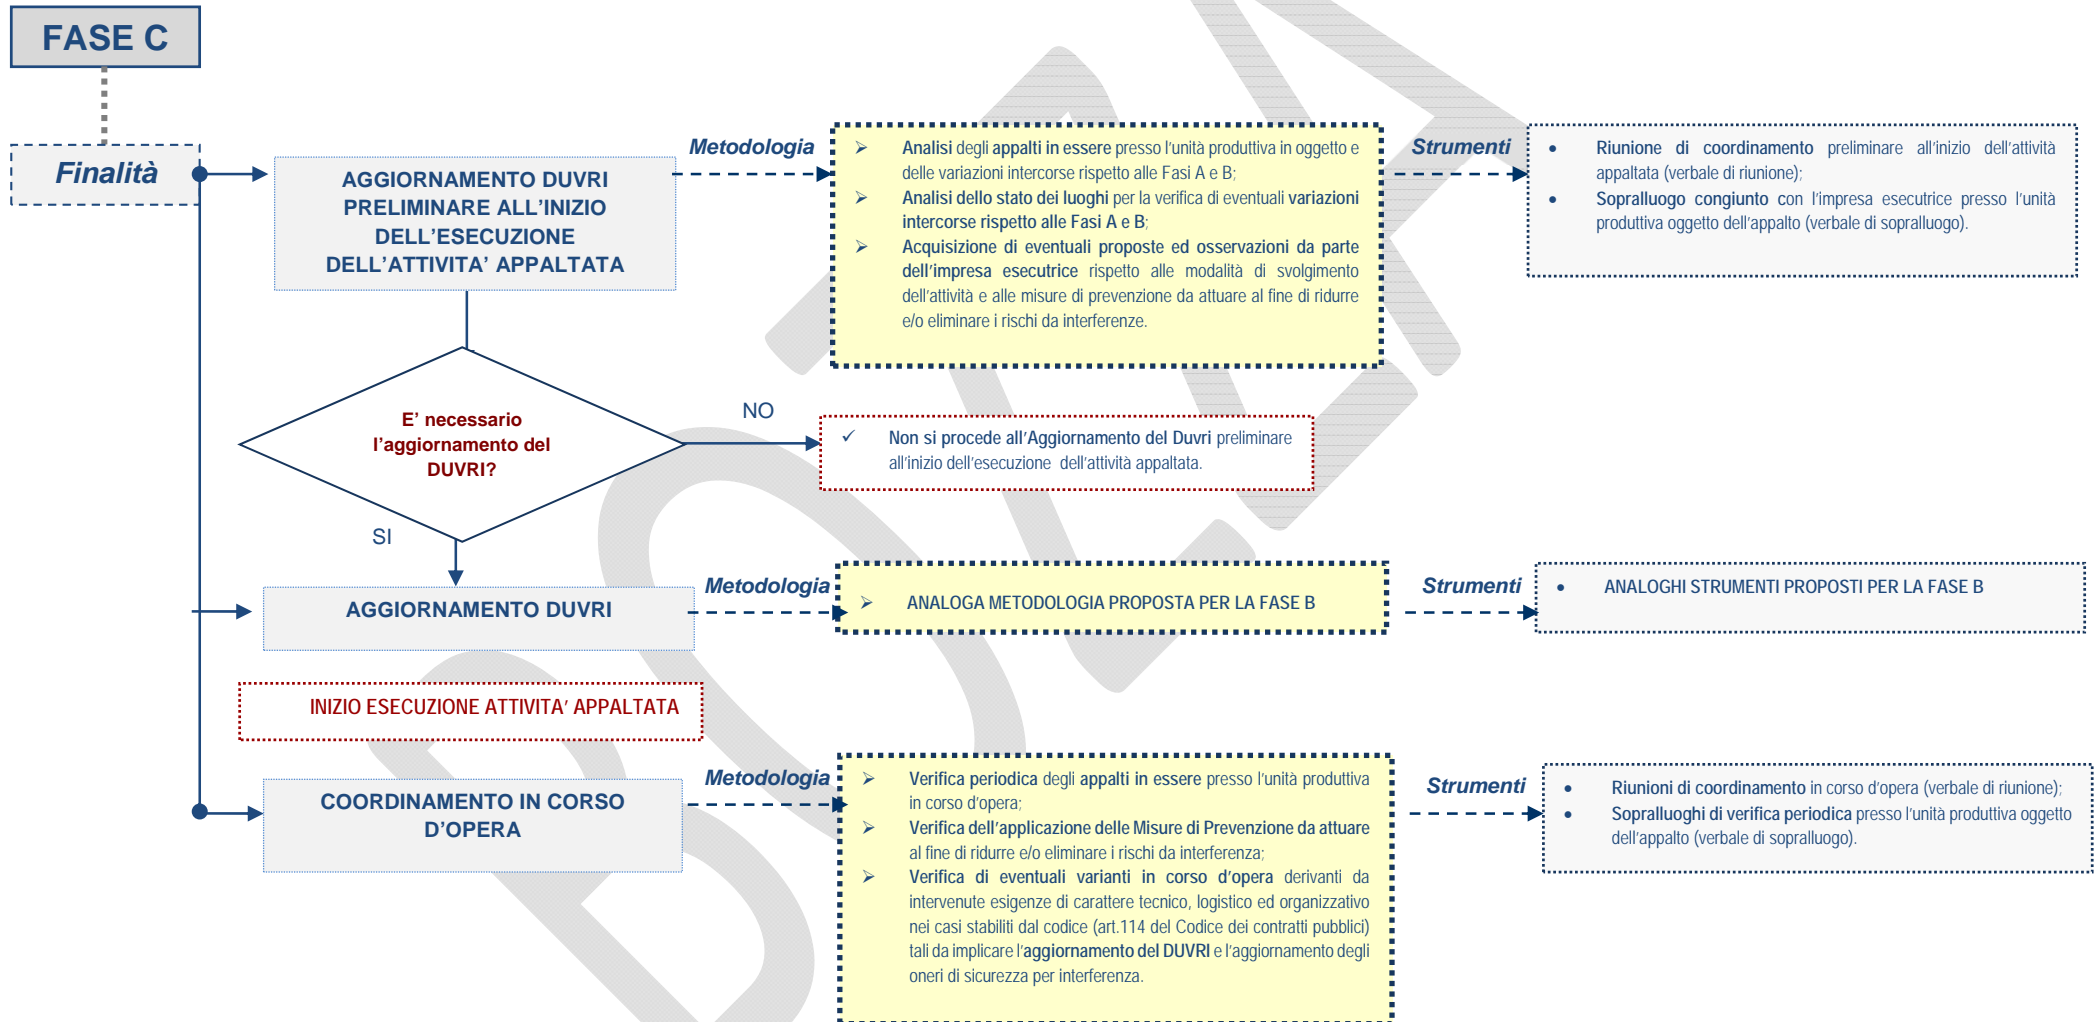 FASE C
Finalità
AGGIORNAMENTO DUVRI
PRELIMINARE ALL’INIZIO
DELL’ESECUZIONE
DELL’ATTIVITA’ APPALTATA
Metodologia
➢ Analisi degli appalti in essere presso l’unità produttiva in oggetto e
delle variazioni intercorse rispetto alle Fasi A e B;
➢ Analisi dello stato dei luoghi per la verifica di eventuali variazioni
intercorse rispetto alle Fasi A e B;
➢ Acquisizione di eventuali proposte ed osservazioni da parte
dell’impresa esecutrice rispetto alle modalità di svolgimento
dell’attività e alle misure di prevenzione da attuare al fine di ridurre
e/o eliminare i rischi da interferenze.
Strumenti
• Riunione di coordinamento preliminare all’inizio dell’attività
appaltata (verbale di riunione);
• Sopralluogo congiunto con l’impresa esecutrice presso l’unità
produttiva oggetto dell’appalto (verbale di sopralluogo).
E’ necessario
l’aggiornamento del
DUVRI?
NO
✓ Non si procede all’Aggiornamento del Duvri preliminare
all’inizio dell’esecuzione dell’attività appaltata.
SI
AGGIORNAMENTO DUVRI
Metodologia
➢ ANALOGA METODOLOGIA PROPOSTA PER LA FASE B
Strumenti
• ANALOGHI STRUMENTI PROPOSTI PER LA FASE B
INIZIO ESECUZIONE ATTIVITA’ APPALTATA
COORDINAMENTO IN CORSO
D’OPERA
Metodologia
➢ Verifica periodica degli appalti in essere presso l’unità produttiva
in corso d’opera;
➢ Verifica dell’applicazione delle Misure di Prevenzione da attuare
al fine di ridurre e/o eliminare i rischi da interferenza;
➢ Verifica di eventuali varianti in corso d’opera derivanti da
intervenute esigenze di carattere tecnico, logistico ed organizzativo
nei casi stabiliti dal codice (art.114 del Codice dei contratti pubblici)
tali da implicare l’aggiornamento del DUVRI e l’aggiornamento degli
oneri di sicurezza per interferenza.
Strumenti
• Riunioni di coordinamento in corso d’opera (verbale di riunione);
• Sopralluoghi di verifica periodica presso l’unità produttiva oggetto
dell’appalto (verbale di sopralluogo).